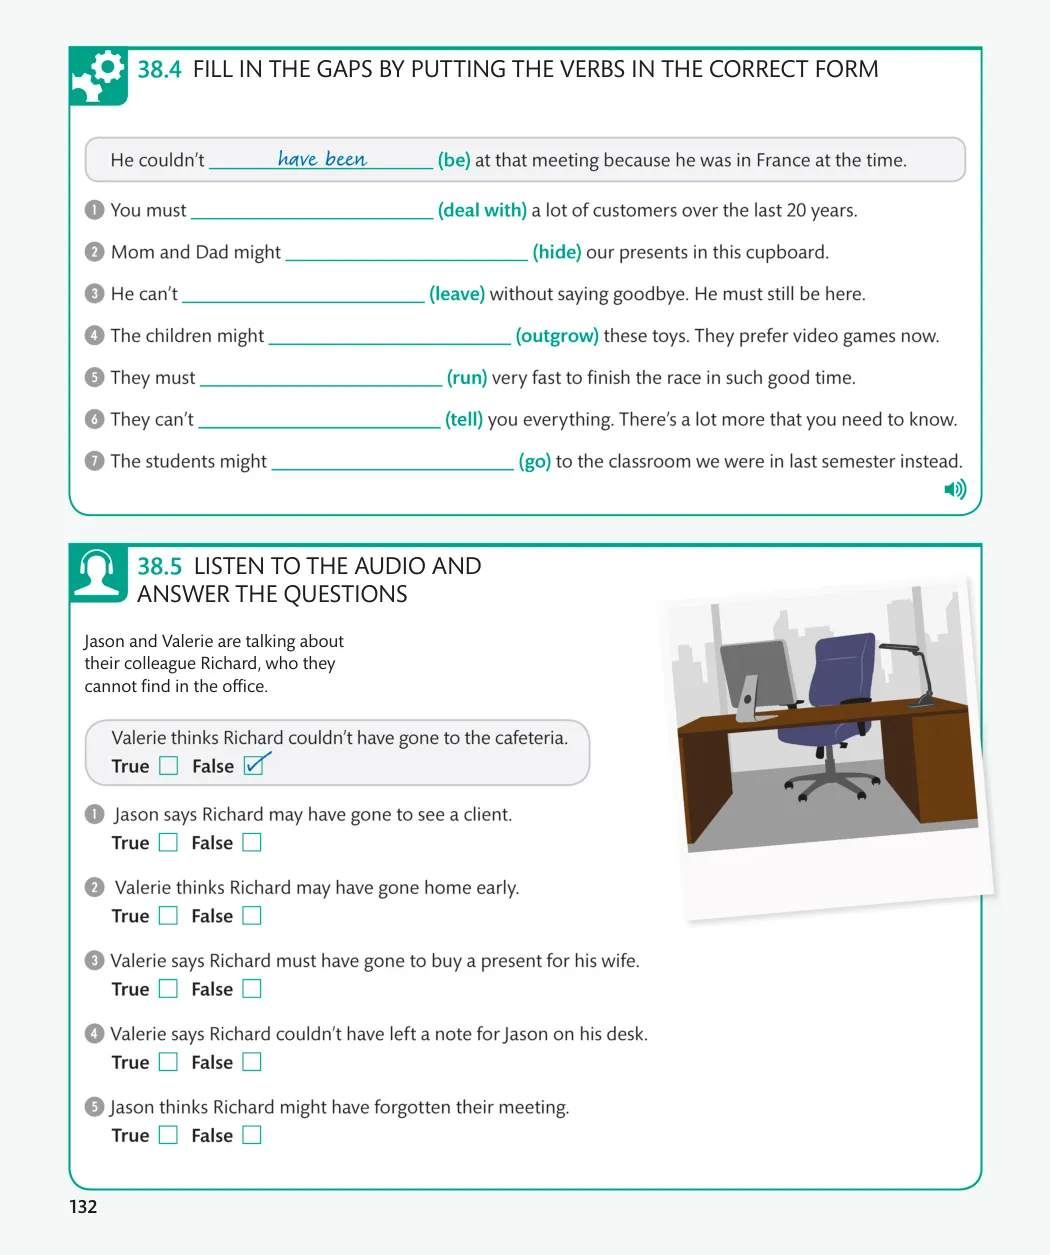 38.4 FILL IN THE GAPS BY PUTTING THE VERBS IN THE CORRECT FORM
He couldn't have been (be) at that meeting because he was in France at the time.
1 You must ______ (deal with) a lot of customers over the last 20 years.
2 Mom and Dad might ______ (hide) our presents in this cupboard.
3 He can't ______ (leave) without saying goodbye. He must still be here.
4 The children might ______ (outgrow) these toys. They prefer video games now.
5 They must ______ (run) very fast to finish the race in such good time.
6 They can't ______ (tell) you everything. There's a lot more that you need to know.
7 The students might ______ (go) to the classroom we were in last semester instead.
38.5 LISTEN TO THE AUDIO AND
ANSWER THE QUESTIONS
Jason and Valerie are talking about
their colleague Richard, who they
cannot find in the office.
Valerie thinks Richard couldn't have gone to the cafeteria.
True ☐ False ☑
1 Jason says Richard may have gone to see a client.
True ☐ False ☐
2 Valerie thinks Richard may have gone home early.
True ☐ False ☐
3 Valerie says Richard must have gone to buy a present for his wife.
True ☐ False ☐
4 Valerie says Richard couldn't have left a note for Jason on his desk.
True ☐ False ☐
5 Jason thinks Richard might have forgotten their meeting.
True ☐ False ☐
132